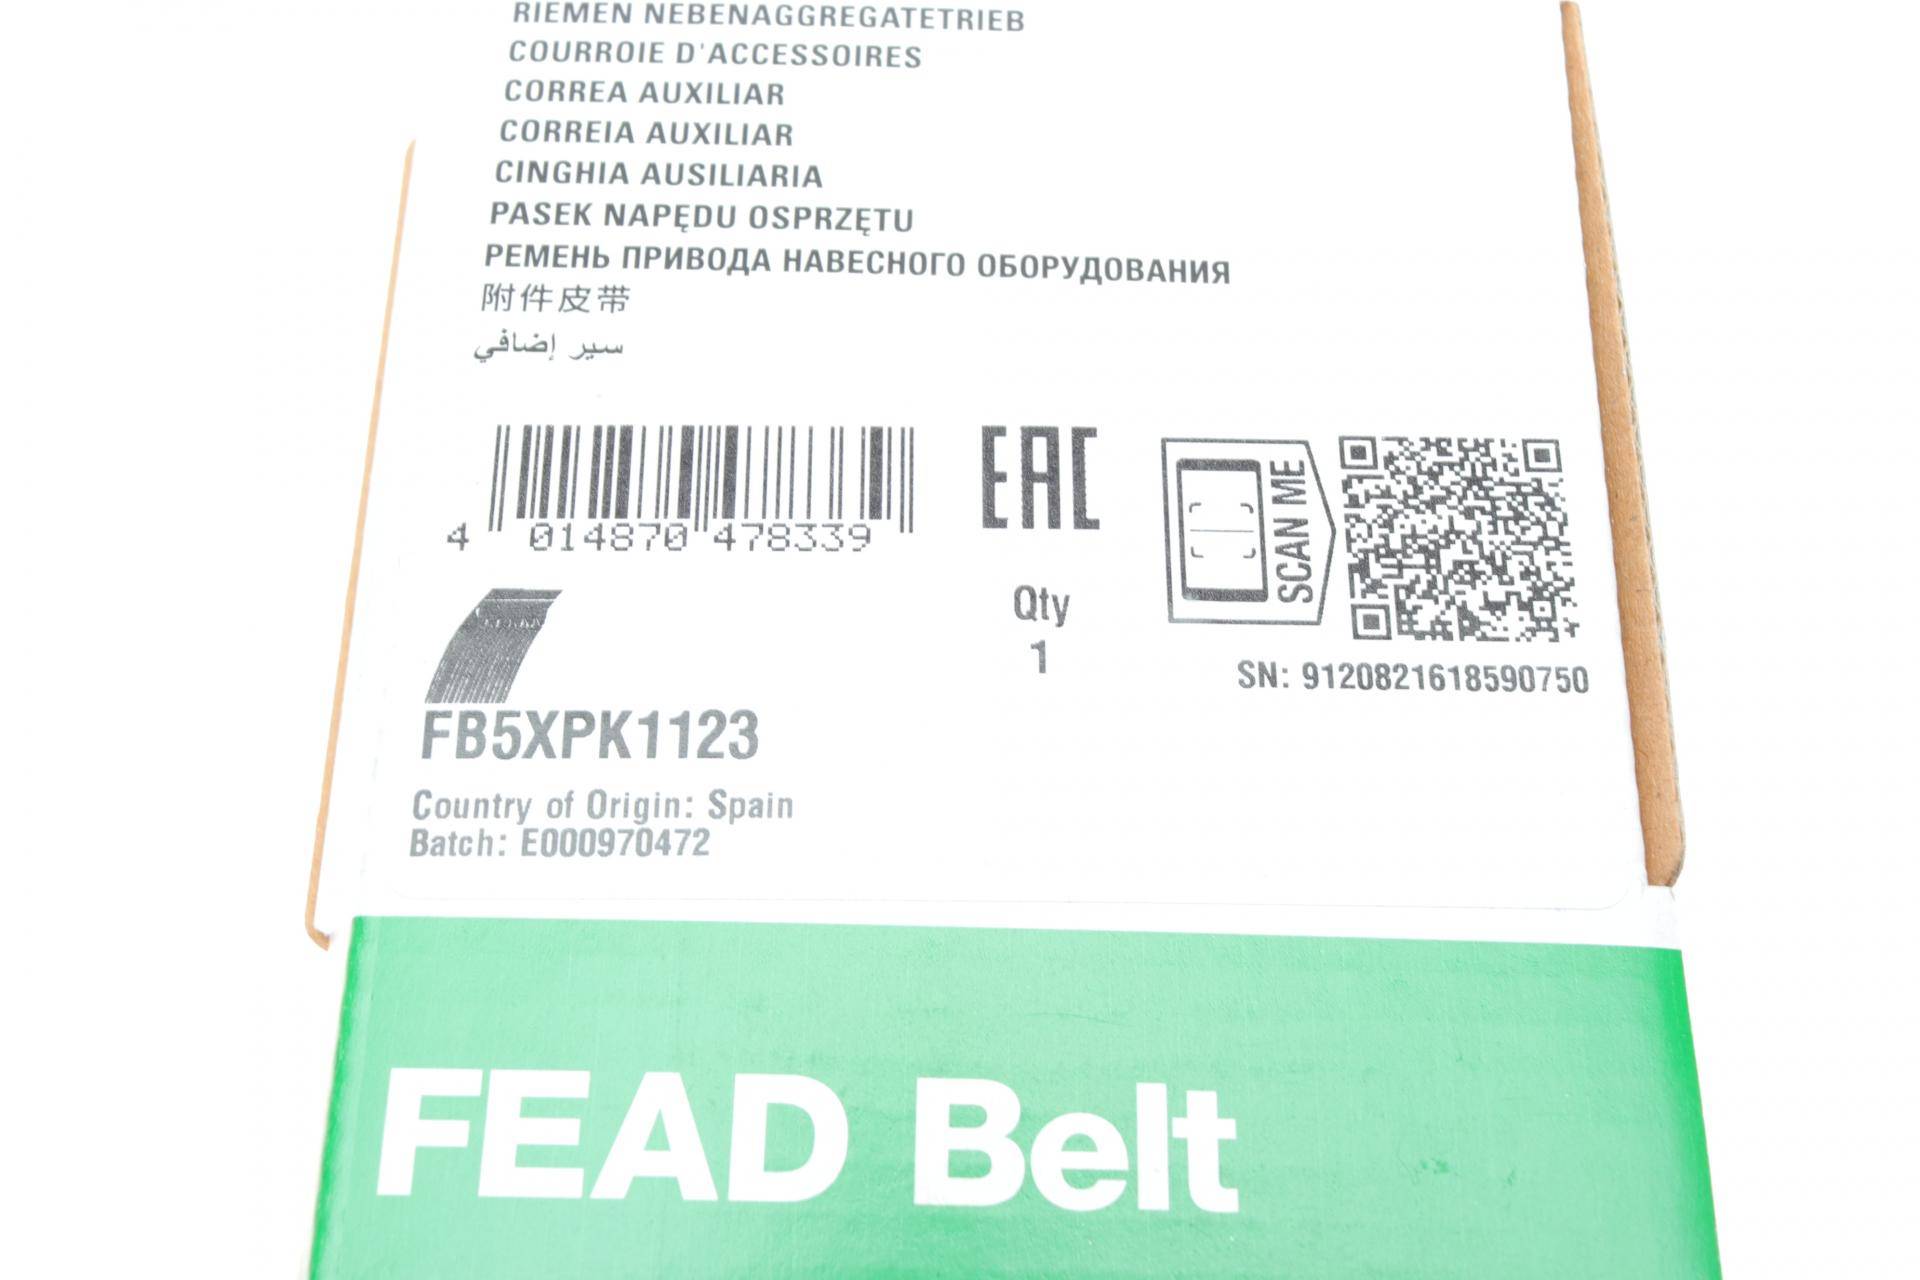 RIEMEN NEBENAGGREGATETRIEB
COURROIE D'ACCESSOIRES
CORREA AUXILIAR
CORREIA AUXILIAR
CINGHIA AUSILIARIA
PASEK NAPĘDU OSPRZĘTU
РЕМЕНЬ ПРИВОДА НАВЕСНОГО ОБОРУДОВАНИЯ
附件皮带
سير إضافي
4 014870 478339
EAC
SCAN ME
Qty
1
SN: 9120821618590750
FB5XPK1123
Country of Origin: Spain
Batch: E000970472
FEAD Belt